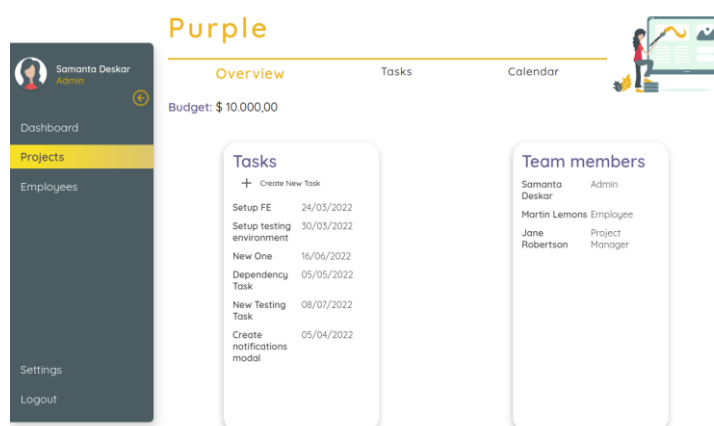 Purple
Samanta Deskar
Admin
Dashboard
Projects
Employees
Settings
Logout
Overview Tasks Calendar
Budget: $ 10.000,00
Tasks
Create New Task
Setup FE 24/03/2022
Setup testing 30/03/2022
environment
New One 16/06/2022
Dependency 05/05/2022
Task
New Testing 08/07/2022
Task
Create 05/04/2022
notifications
modal
Team members
Samanta Admin
Deskar
Martin Lemons Employee
Jane Project
Robertson Manager